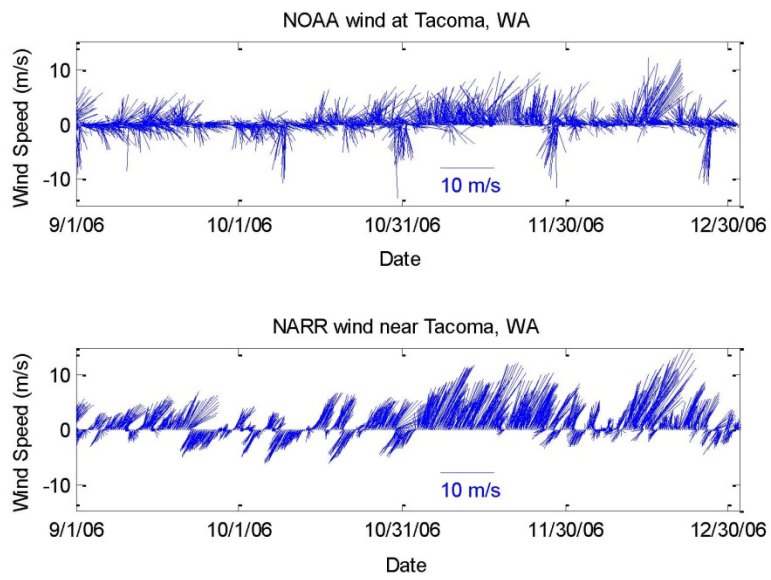 NOAA wind at Tacoma, WA
Wind Speed (m/s)
10
0
-10
10 m/s
9/1/06 10/1/06 10/31/06 11/30/06 12/30/06
Date
NARR wind near Tacoma, WA
Wind Speed (m/s)
10
0
-10
10 m/s
9/1/06 10/1/06 10/31/06 11/30/06 12/30/06
Date